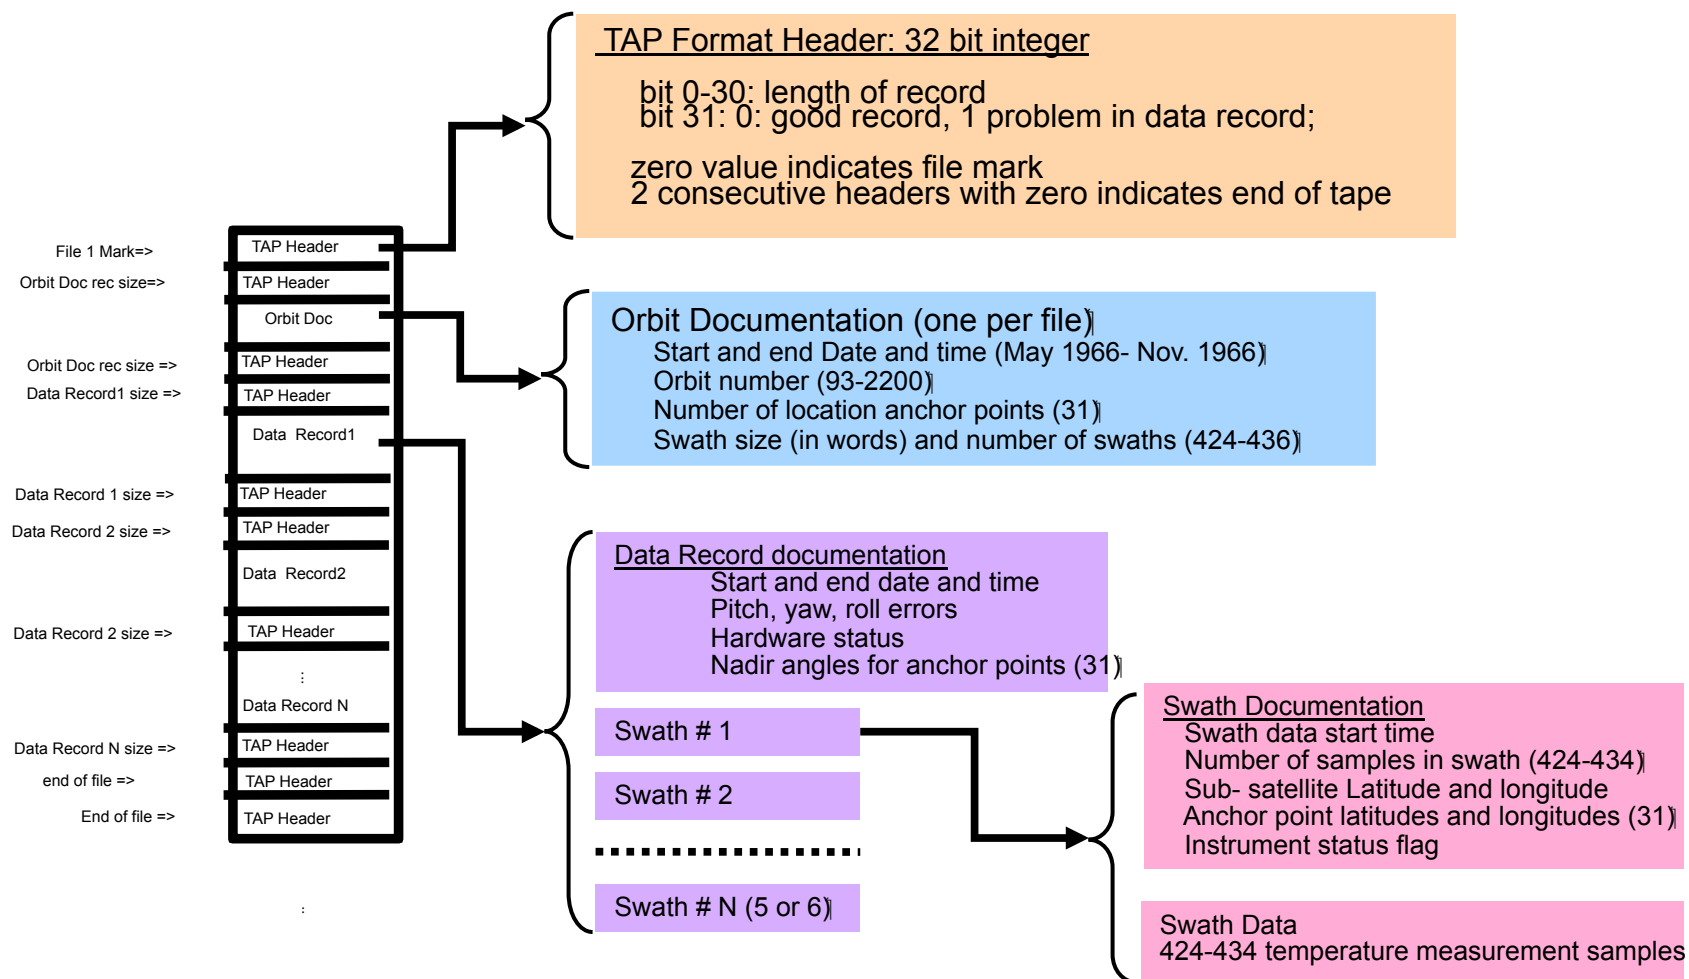 TAP Format Header: 32 bit integer
bit 0-30: length of record
bit 31: 0: good record, 1 problem in data record;
zero value indicates file mark
2 consecutive headers with zero indicates end of tape
File 1 Mark=>
TAP Header
Orbit Doc rec size=>
TAP Header
Orbit Doc
Orbit Doc rec size =>
TAP Header
Data Record1 size =>
TAP Header
Data Record1
Data Record 1 size =>
TAP Header
Data Record 2 size =>
TAP Header
Data Record2
Data Record 2 size =>
TAP Header
⋮
Data Record N
Data Record N size =>
TAP Header
end of file =>
TAP Header
End of file =>
TAP Header
:
Orbit Documentation (one per file)
Start and end Date and time (May 1966- Nov. 1966)
Orbit number (93-2200)
Number of location anchor points (31)
Swath size (in words) and number of swaths (424-436)
Data Record documentation
Start and end date and time
Pitch, yaw, roll errors
Hardware status
Nadir angles for anchor points (31)
Swath # 1
Swath # 2
Swath # N (5 or 6)
Swath Documentation
Swath data start time
Number of samples in swath (424-434)
Sub- satellite Latitude and longitude
Anchor point latitudes and longitudes (31)
Instrument status flag
Swath Data
424-434 temperature measurement samples